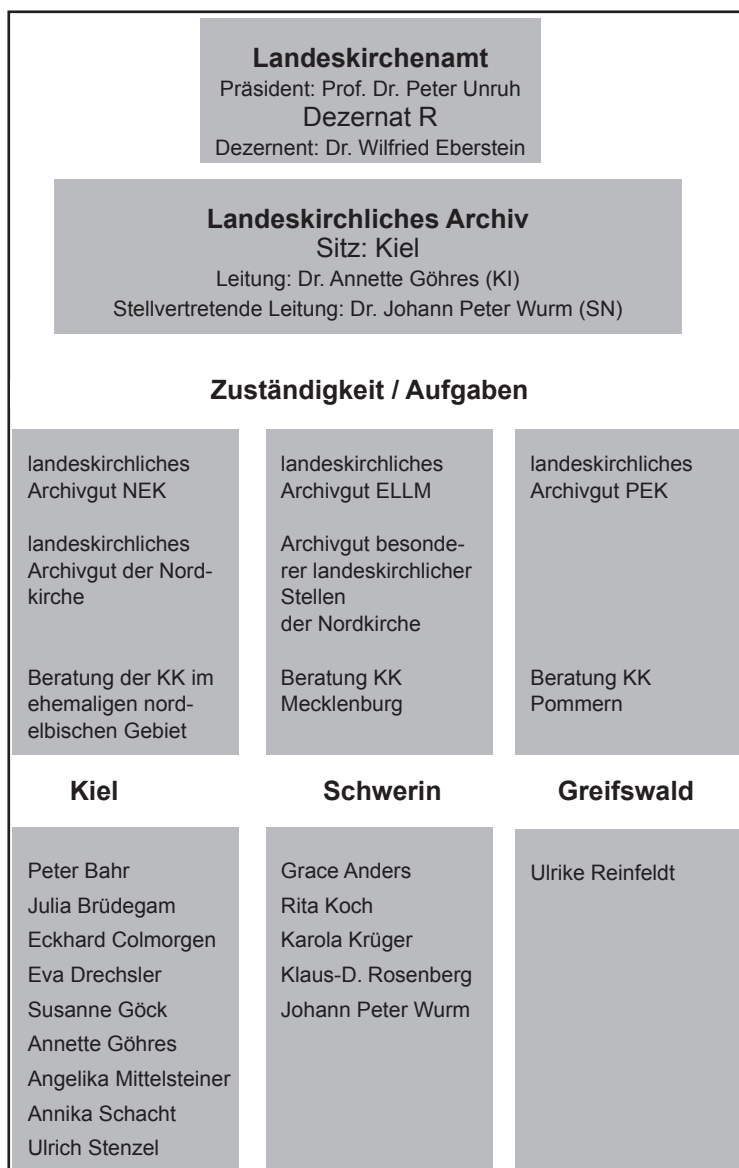 Landeskirchenamt
Präsident: Prof. Dr. Peter Unruh
Dezernat R
Dezernent: Dr. Wilfried Eberstein
Landeskirchliches Archiv
Sitz: Kiel
Leitung: Dr. Annette Göhres (KI)
Stellvertretende Leitung: Dr. Johann Peter Wurm (SN)
Zuständigkeit / Aufgaben
landeskirchliches
Archivgut NEK
landeskirchliches
Archivgut der Nord-
kirche
Beratung der KK im
ehemaligen nord-
elbischen Gebiet
landeskirchliches
Archivgut ELLM
Archivgut besonde-
rer landeskirchlicher
Stellen
der Nordkirche
Beratung KK
Mecklenburg
landeskirchliches
Archivgut PEK
Beratung KK
Pommern
Kiel
Peter Bahr
Julia Brüdegam
Eckhard Colmorgen
Eva Drechsler
Susanne Göck
Annette Göhres
Angelika Mittelsteiner
Annika Schacht
Ulrich Stenzel
Schwerin
Grace Anders
Rita Koch
Karola Krüger
Klaus-D. Rosenberg
Johann Peter Wurm
Greifswald
Ulrike Reinfeldt